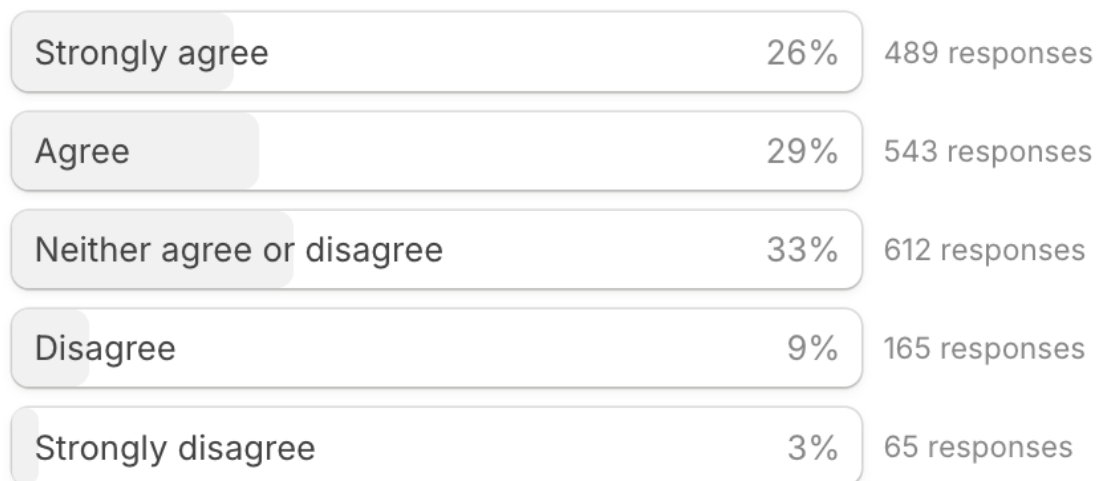 Strongly agree 26% 489 responses
Agree 29% 543 responses
Neither agree or disagree 33% 612 responses
Disagree 9% 165 responses
Strongly disagree 3% 65 responses